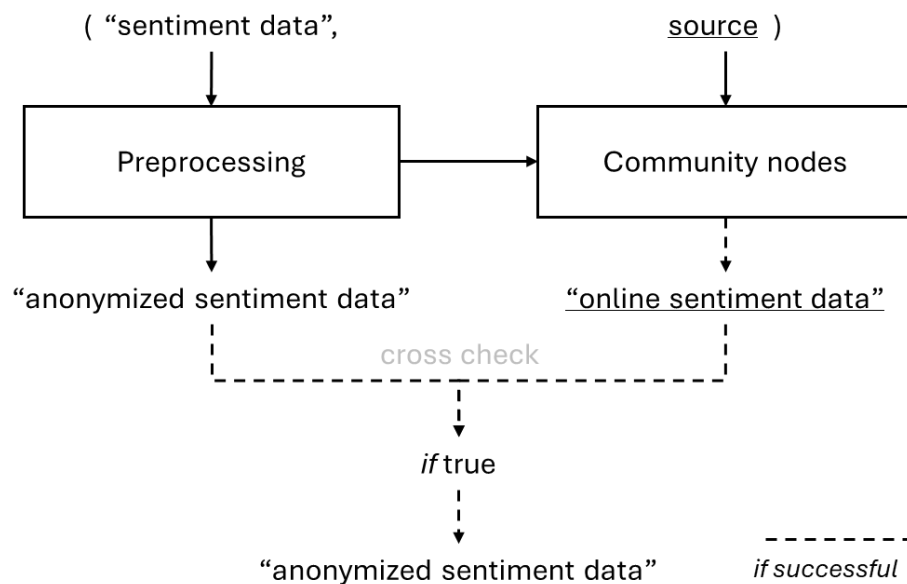 ( “sentiment data”, source )
Preprocessing
Community nodes
“anonymized sentiment data”
“online sentiment data”
cross check
if true
“anonymized sentiment data”
if successful